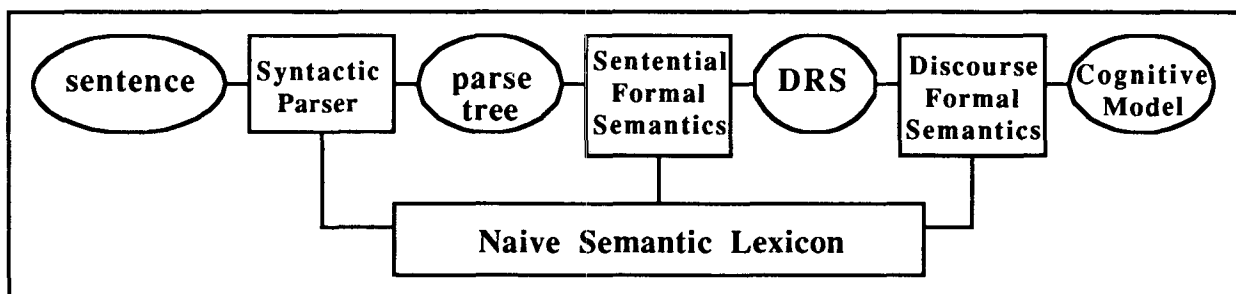 sentence
Syntactic
Parser
parse
tree
Sentential
Formal
Semantics
DRS
Discourse
Formal
Semantics
Cognitive
Model
Naive Semantic Lexicon